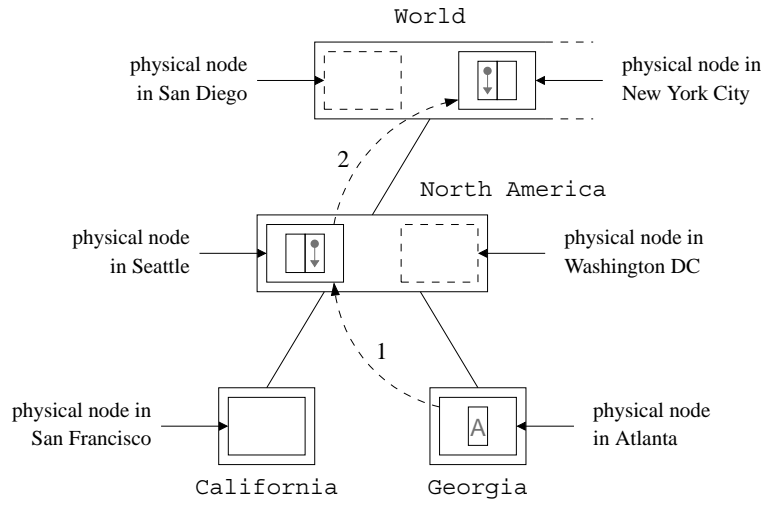 World
physical node
in San Diego
physical node in
New York City
2
North America
physical node
in Seattle
physical node in
Washington DC
1
physical node in
San Francisco
A
physical node
in Atlanta
California
Georgia